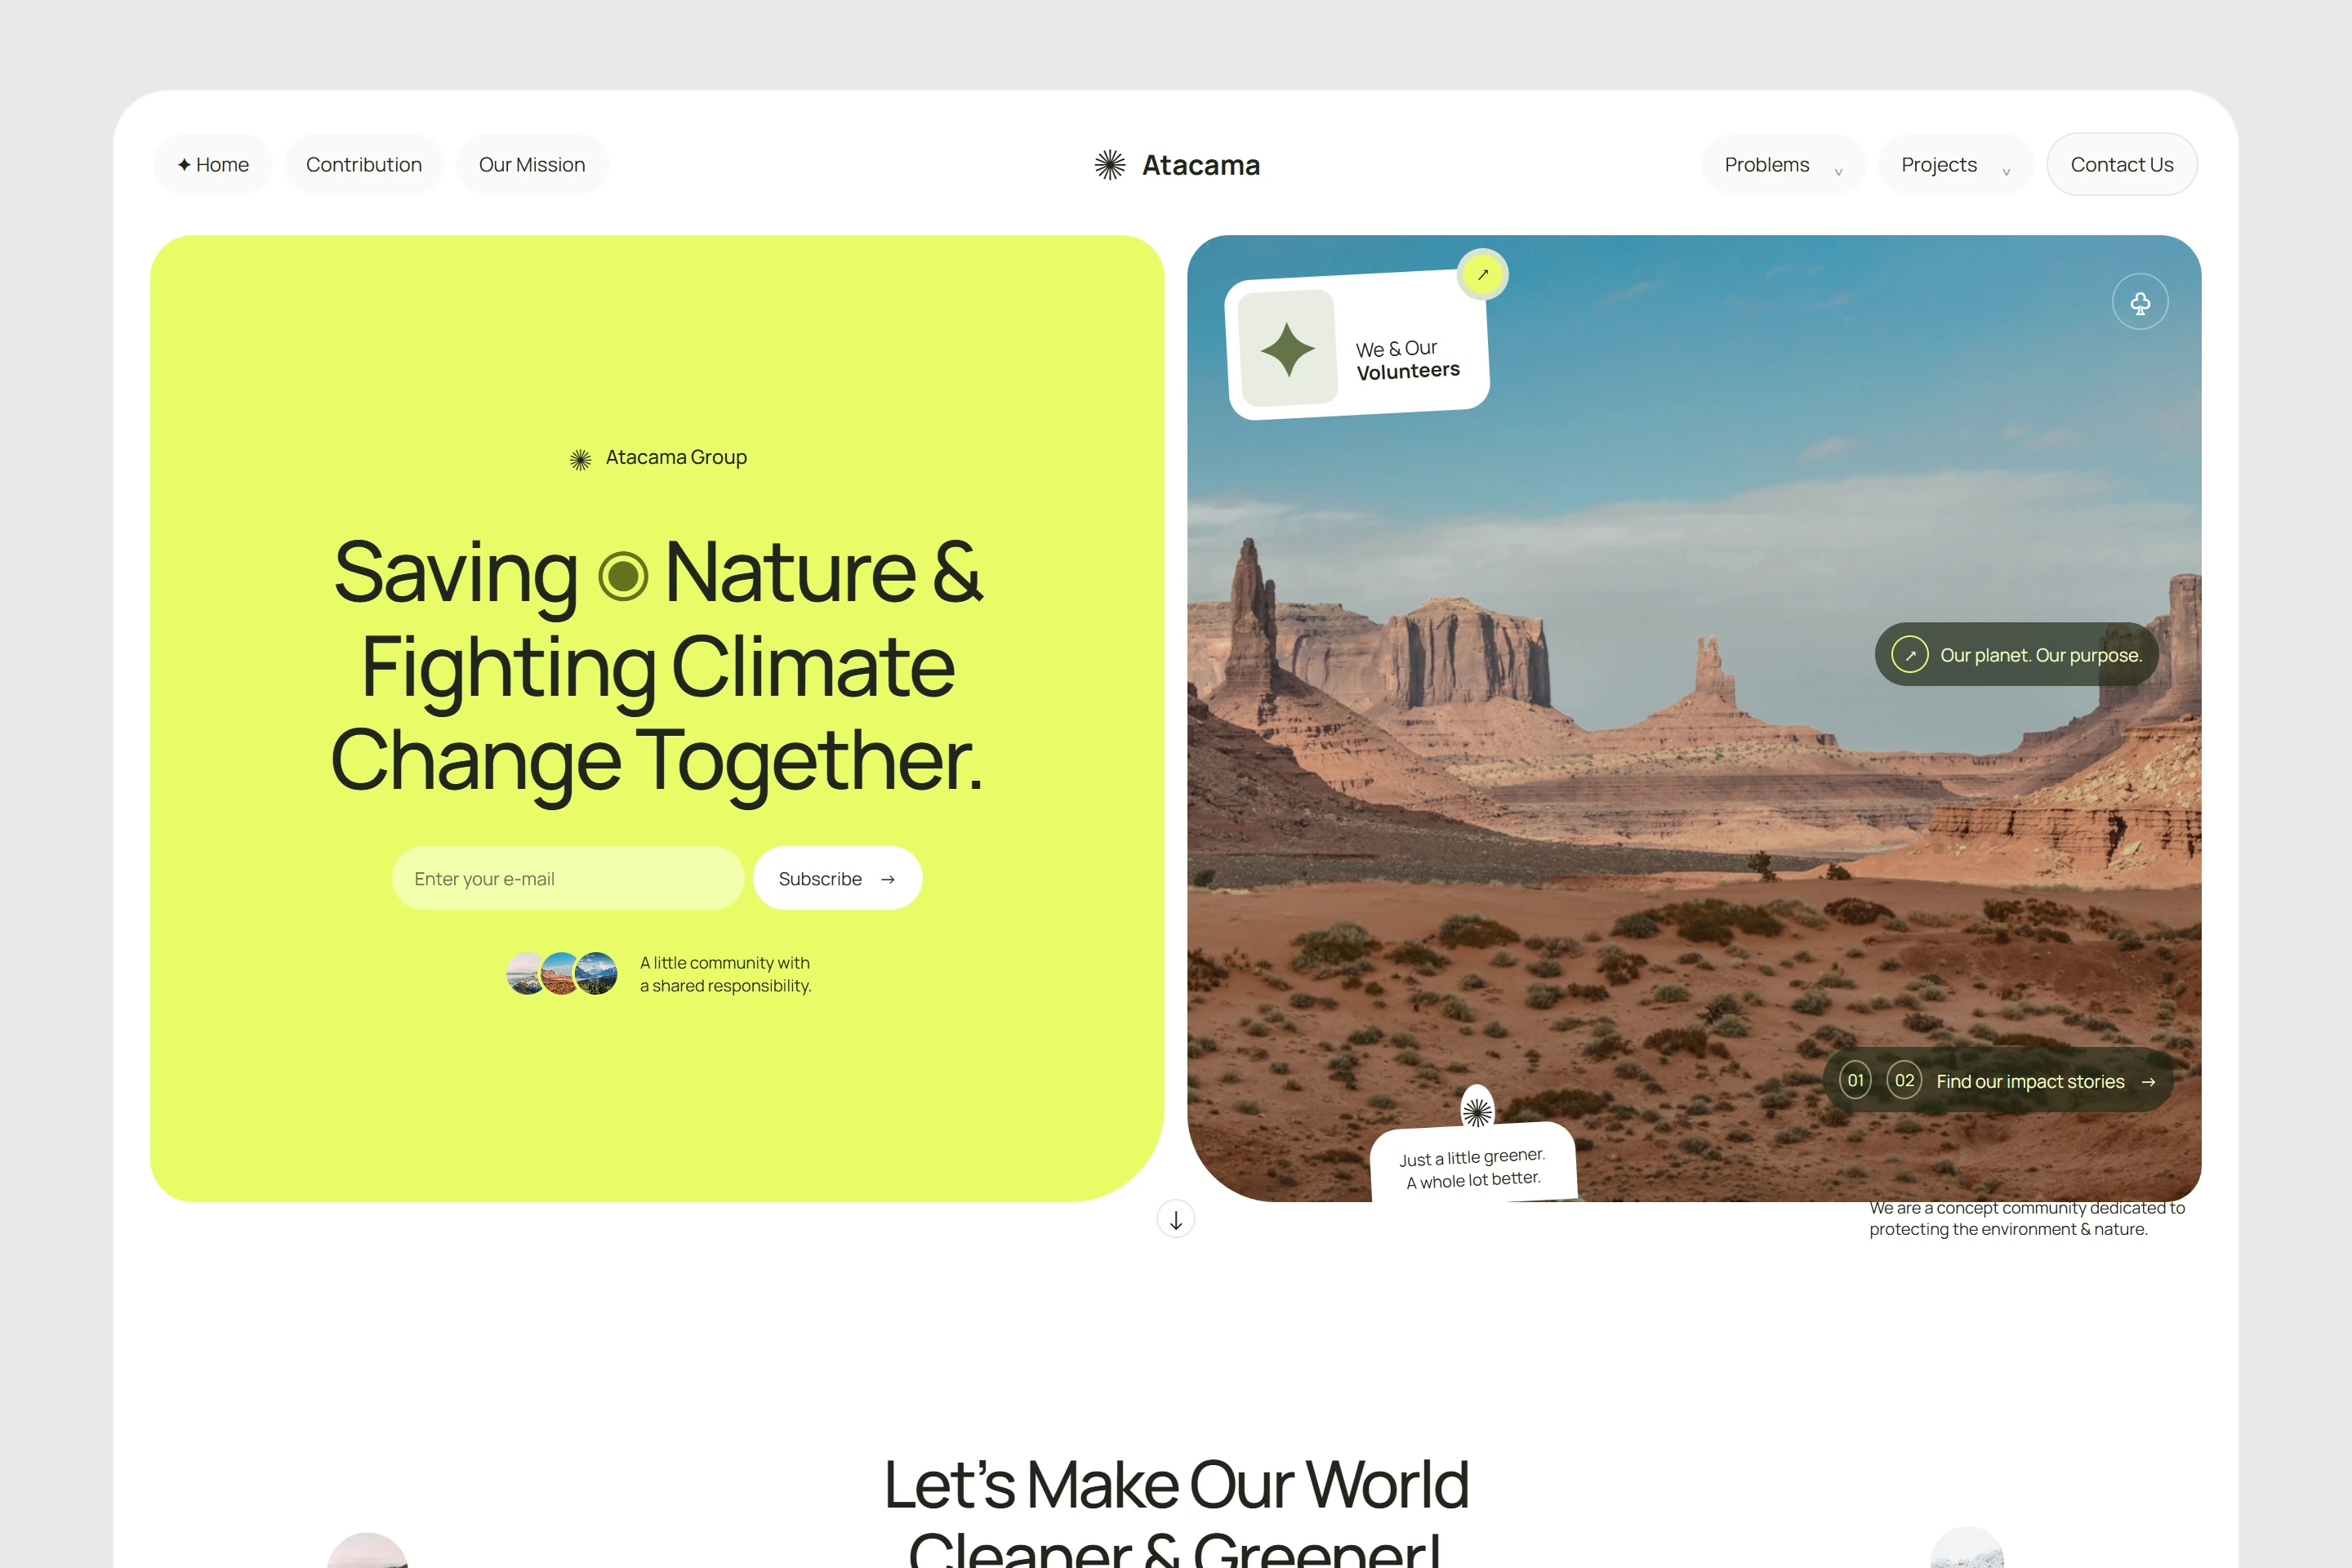 Home
Contribution
Our Mission
Atacama
Problems
Projects
Contact Us
Atacama Group
Saving Nature &
Fighting Climate
Change Together.
Enter your e-mail
Subscribe →
A little community with
a shared responsibility.
We & Our
Volunteers
Our planet. Our purpose.
01 02 Find our impact stories →
Just a little greener.
A whole lot better.
We are a concept community dedicated to
protecting the environment & nature.
Let's Make Our World
Cleaner & Greener!